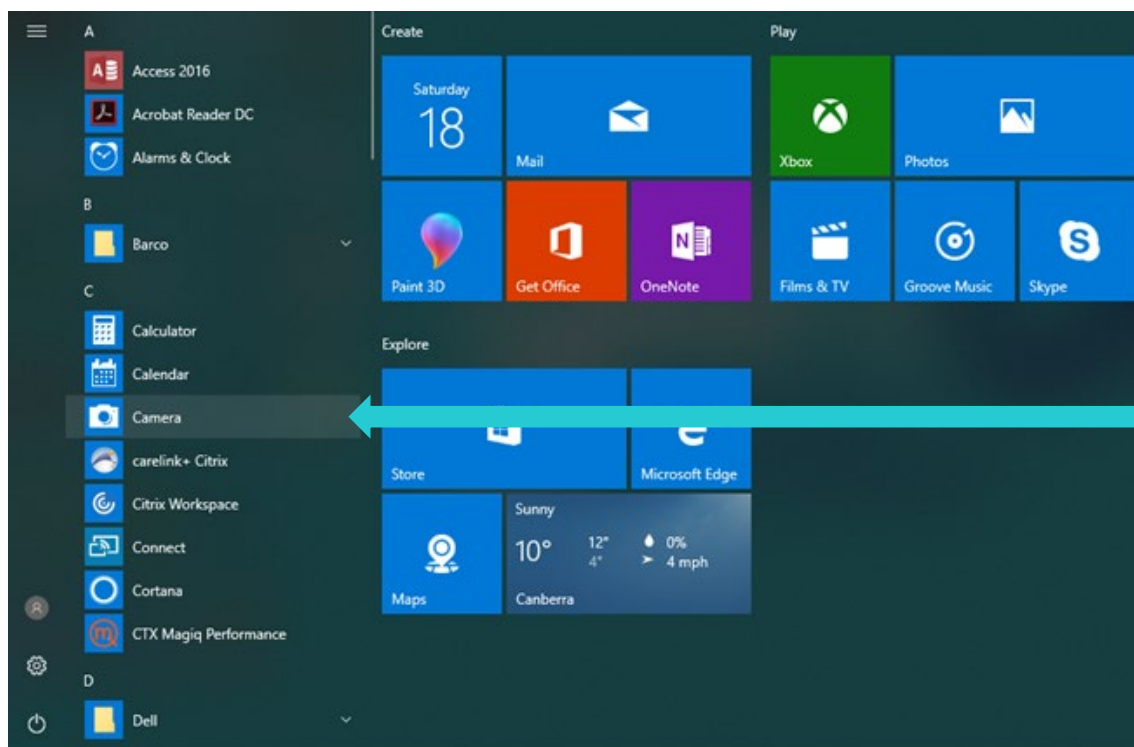 A
Access 2016
Acrobat Reader DC
Alarms & Clock
B
Barco
C
Calculator
Calendar
Camera
carelink+ Citrix
Citrix Workspace
Connect
Cortana
CTX Magiq Performance
D
Dell
Create
Saturday
18
Mail
Paint 3D
Get Office
OneNote
Explore
Store
Microsoft Edge
Maps
Sunny
10° 12° 0%
4° 4 mph
Canberra
Play
Xbox
Photos
Films & TV
Groove Music
Skype